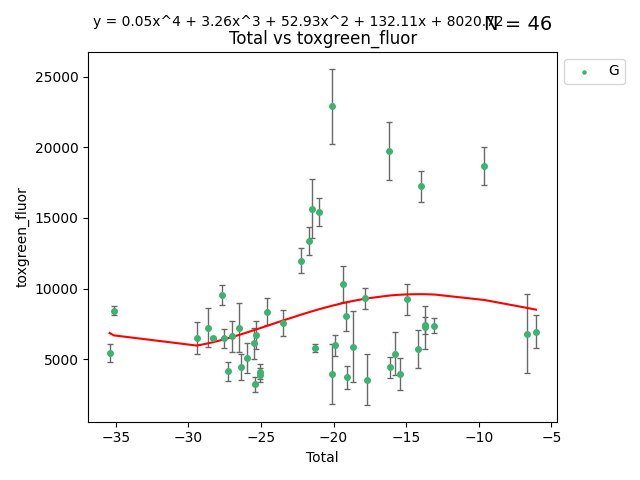 y = 0.05x^4 + 3.26x^3 + 52.93x^2 + 132.11x + 8020.72
N = 46
Total vs toxgreen_fluor
G
25000
20000
15000
10000
5000
toxgreen_fluor
−35 −30 −25 −20 −15 −10 −5
Total